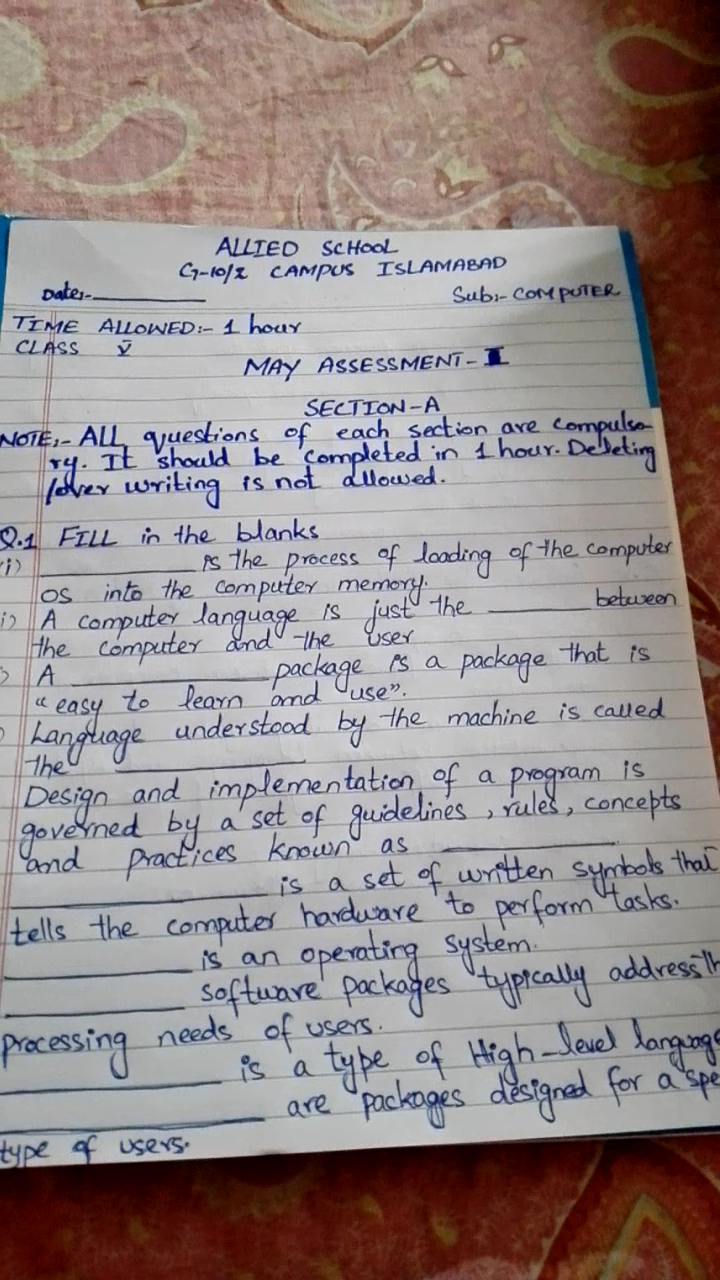 ALLIED SCHOOL
G-10/2 CAMPUS ISLAMABAD
Date:-________ Sub:- COMPUTER
TIME ALLOWED:- 1 hour
CLASS V
MAY ASSESSMENT-I
SECTION-A
NOTE:- ALL questions of each section are compulso-
ry. It should be completed in 1 hour. Deleting
/over writing is not allowed.
Q.1 FILL in the blanks
i) ________ is the process of loading of the computer
OS into the computer memory.
i) A computer language is just the ________ between
the computer and the user
) A ________ package is a package that is
"easy to learn and use".
) Language understood by the machine is called
the ________
Design and implementation of a program is
governed by a set of guidelines, rules, concepts
and practices known as ________
________ is a set of written symbols that
tells the computer hardware to perform tasks.
________ is an operating system.
________ software packages typically address th
processing needs of users.
________ is a type of High-level language
________ are packages designed for a spe
type of users.